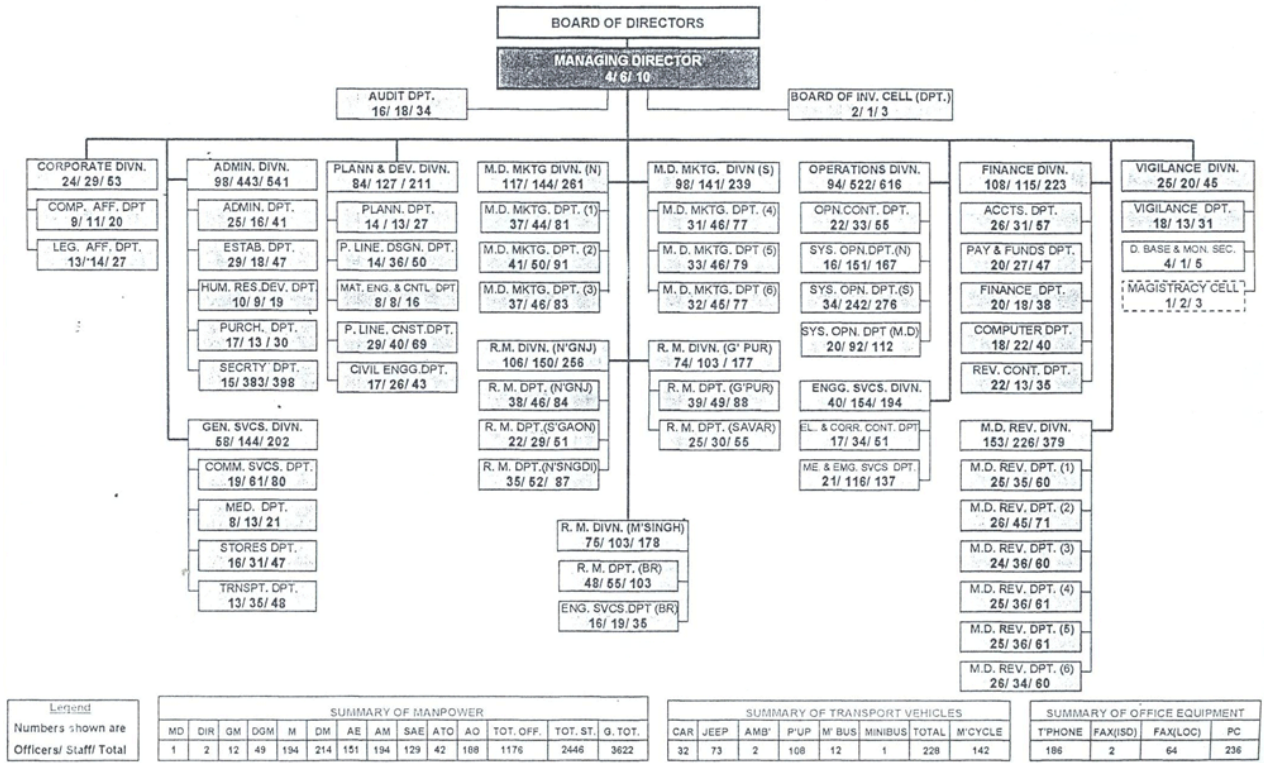 BOARD OF DIRECTORS
MANAGING DIRECTOR
4/ 6/ 10
AUDIT DPT.
16/ 18/ 34
BOARD OF INV. CELL (DPT.)
2/ 1/ 3
CORPORATE DIVN.
24/ 29/ 53
COMP. AFF. DPT
9/ 11/ 20
LEG. AFF. DPT.
13/ '14/ 27
ADMIN. DIVN.
98/ 443/ 541
ADMIN. DPT.
25/ 16/ 41
ESTAB. DPT.
29/ 18/ 47
HUM. RES.DEV. DPT
10/ 9/ 19
PURCH. DPT.
17/ 13 / 30
SECRTY DPT.
15/ 383/ 398
GEN. SVCS. DIVN.
58/ 144/ 202
COMM. SVCS. DPT.
19/ 61/ 80
MED. DPT.
8/ 13/ 21
STORES DPT.
16/ 31/ 47
TRNSPT. DPT.
13/ 35/ 48
PLANN & DEV. DIVN.
84/ 127 / 211
PLANN. DPT.
14 / 13/ 27
P. LINE. DSGN. DPT.
14/ 36/ 50
MAT. ENG. & CNTL DPT
8/ 8/ 16
P. LINE, CNST.DPT.
29/ 40/ 69
CIVIL ENGG.DPT.
17/ 26/ 43
M.D. MKTG DIVN. (N)
117/ 144/ 261
M.D. MKTG. DPT. (1)
37/ 44/ 81
M.D. MKTG. DPT. (2)
41/ 50/ 91
M.D. MKTG. DPT. (3)
37/ 46/ 83
R.M. DIVN. (N'GNJ)
106/ 150/ 256
R. M. DPT. (N'GNJ)
38/ 46/ 84
R. M. DPT.(S'GAON)
22/ 29/ 51
R. M. DPT.(N'SNGDI)
35/ 52/ 87
M.D. MKTG. DIVN (S)
98/ 141/ 239
M.D. MKTG. DPT. (4)
31/ 46/ 77
M.D. MKTG. DPT (5)
33/ 46/ 79
M.D. MKTG. DPT (6)
32/ 45/ 77
R. M. DIVN. (G' PUR)
74/ 103 / 177
R. M. DPT. (G'PUR)
39/ 49/ 88
R. M. DPT. (SAVAR)
25/ 30/ 55
R. M. DIVN. (M'SINGH)
75/ 103/ 178
R. M. DPT. (BR)
48/ 55/ 103
ENG. SVCS.DPT (BR)
16/ 19/ 35
OPERATIONS DIVN.
94/ 522/ 616
OPN.CONT. DPT.
22/ 33/ 55
SYS. OPN.DPT.(N)
16/ 151/ 167
SYS. OPN. DPT.(S)
34/ 242/ 276
SYS. OPN. DPT (M.D)
20/ 92/ 112
ENGG. SVCS. DIVN.
40/ 154/ 194
EL. & CORR. CONT. DPT
17/ 34/ 51
ME. & EMG. SVCS DPT.
21/ 116/ 137
FINANCE DIVN.
108/ 115/ 223
ACCTS. DPT.
26/ 31/ 57
PAY & FUNDS DPT.
20/ 27/ 47
FINANCE DPT.
20/ 18/ 38
COMPUTER DPT.
18/ 22/ 40
REV. CONT. DPT.
22/ 13/ 35
M.D. REV. DIVN.
153/ 226/ 379
M.D. REV. DPT. (1)
25/ 35/ 60
M.D. REV. DPT. (2)
26/ 45/ 71
M.D. REV. DPT. (3)
24/ 36/ 60
M.D. REV. DPT. (4)
25/ 36/ 61
M.D. REV. DPT. (5)
25/ 36/ 61
M.D. REV. DPT. (6)
26/ 34/ 60
VIGILANCE DIVN.
25/ 20/ 45
VIGILANCE DPT.
18/ 13/ 31
D. BASE & MON. SEC.
4/ 1/ 5
MAGISTRACY CELL
1/ 2/ 3
Legend
Numbers shown are
Officers/ Staff/ Total
SUMMARY OF MANPOWER
MD DIR GM DGM M DM AE AM SAE ATO AO TOT. OFF. TOT. ST. G. TOT.
1 2 12 49 194 214 151 194 129 42 188 1176 2446 3622
SUMMARY OF TRANSPORT VEHICLES
CAR JEEP AMB' P'UP M' BUS MINIBUS TOTAL M'CYCLE
32 73 2 108 12 1 228 142
SUMMARY OF OFFICE EQUIPMENT
T'PHONE FAX(ISD) FAX(LOC) PC
186 2 64 236